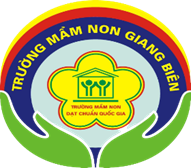 TRƯỜNG MẦM NON GIANG BIÊN
TRƯỜNG MẦM NON
ĐẠT CHUẨN QUỐC GIA